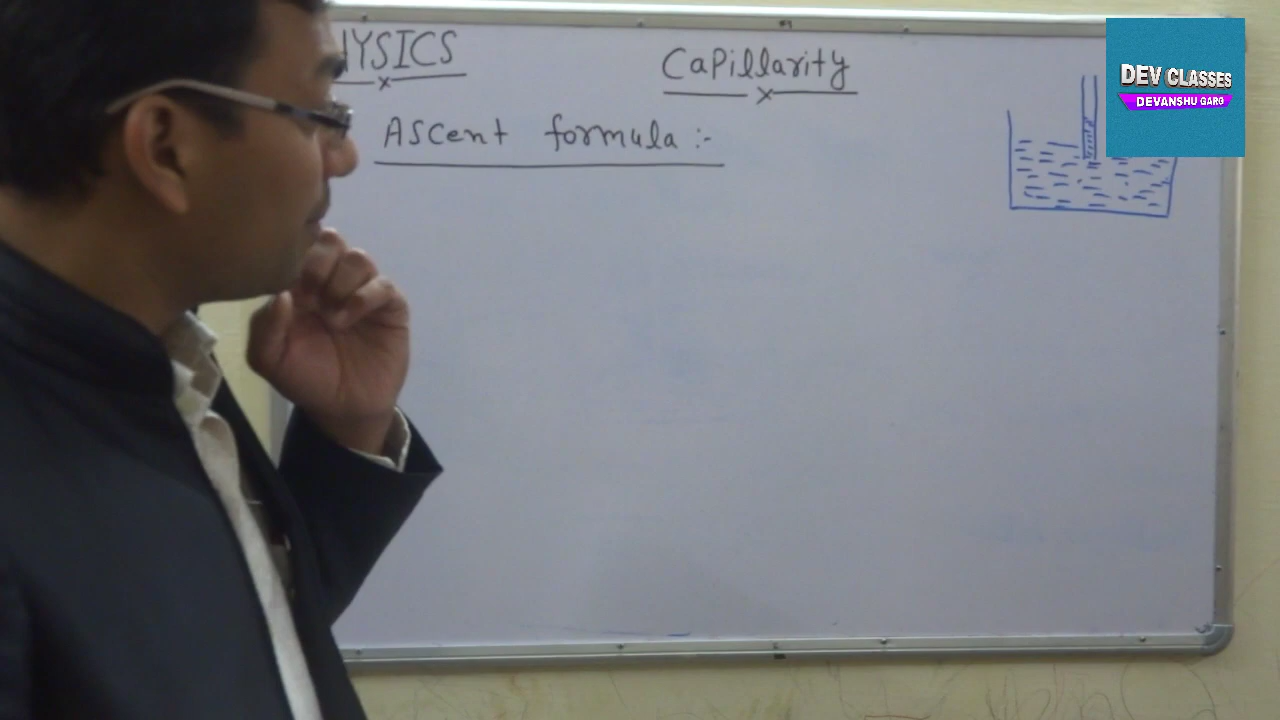 HYSICS
Capillarity
Ascent formula :-
DEV CLASSES
DEVANSHU GARG